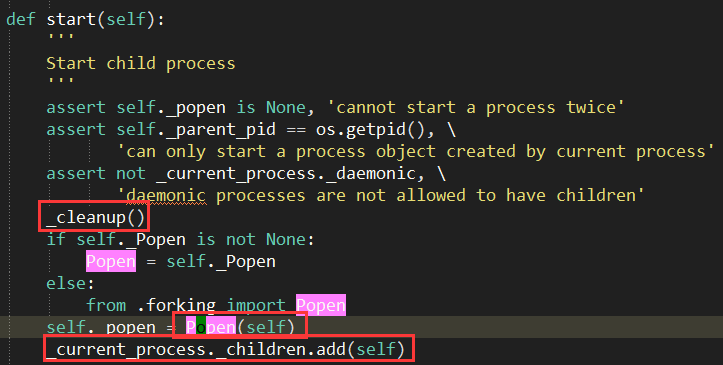 def start(self):
'''
Start child process
'''
assert self._popen is None, 'cannot start a process twice'
assert self._parent_pid == os.getpid(), \
'can only start a process object created by current process'
assert not _current_process._daemonic, \
'daemonic processes are not allowed to have children'
_cleanup()
if self._Popen is not None:
Popen = self._Popen
else:
from .forking import Popen
self._popen = Popen(self)
_current_process._children.add(self)